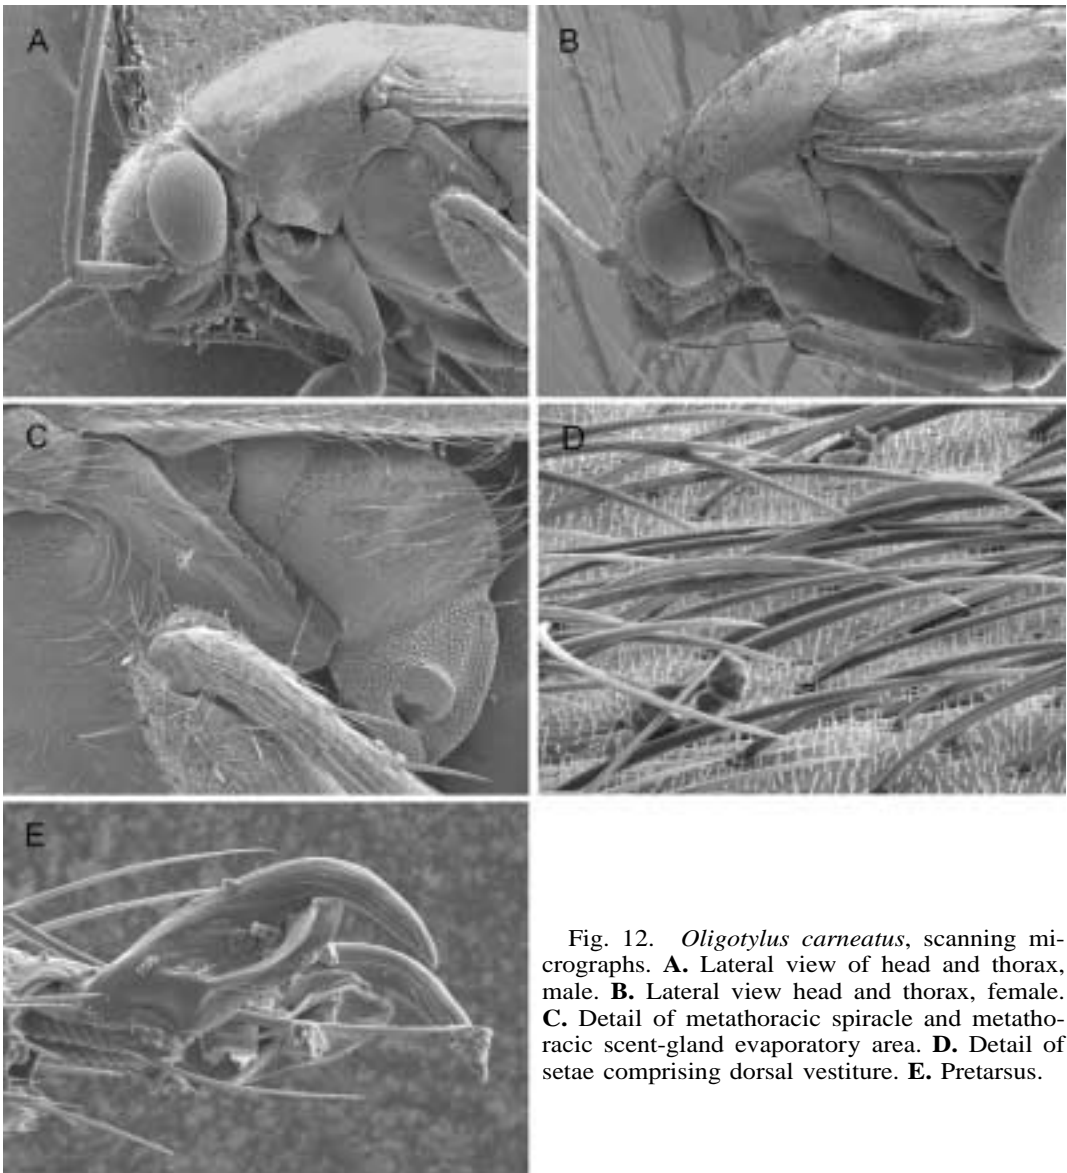 A
B
C
D
E
Fig. 12. Oligotylus carneatus, scanning mi-
crographs. A. Lateral view of head and thorax,
male. B. Lateral view head and thorax, female.
C. Detail of metathoracic spiracle and metatho-
racic scent-gland evaporatory area. D. Detail of
setae comprising dorsal vestiture. E. Pretarsus.